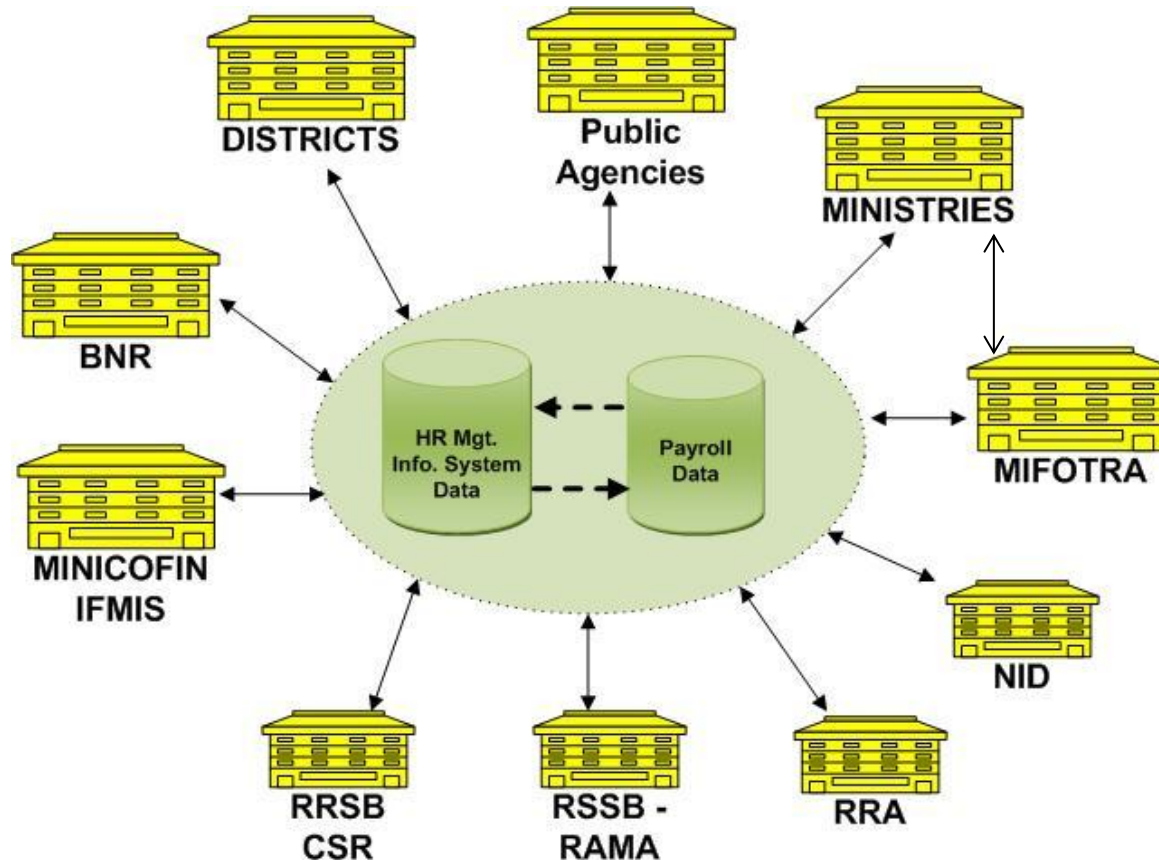 DISTRICTS
Public
Agencies
MINISTRIES
BNR
HR Mgt.
Info. System
Data
Payroll
Data
MIFOTRA
MINICOFIN
IFMIS
NID
RRSB
CSR
RSSB -
RAMA
RRA